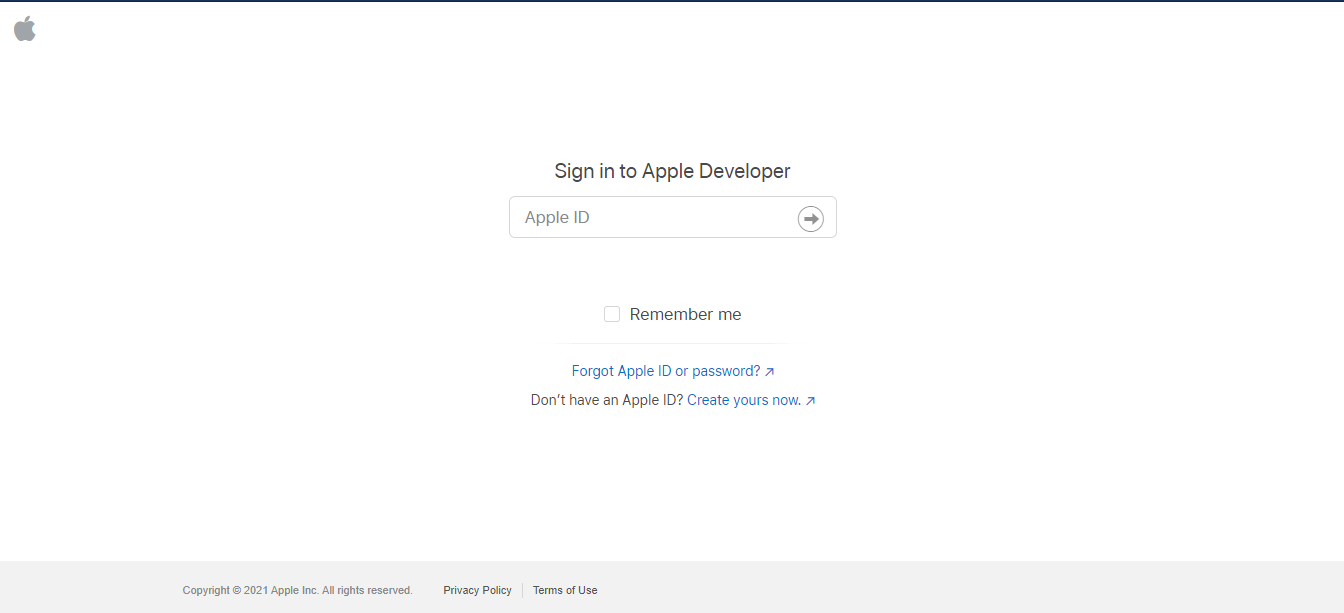 Sign in to Apple Developer
Apple ID
Remember me
Forgot Apple ID or password? ↗
Don’t have an Apple ID? Create yours now. ↗
Copyright © 2021 Apple Inc. All rights reserved. Privacy Policy Terms of Use